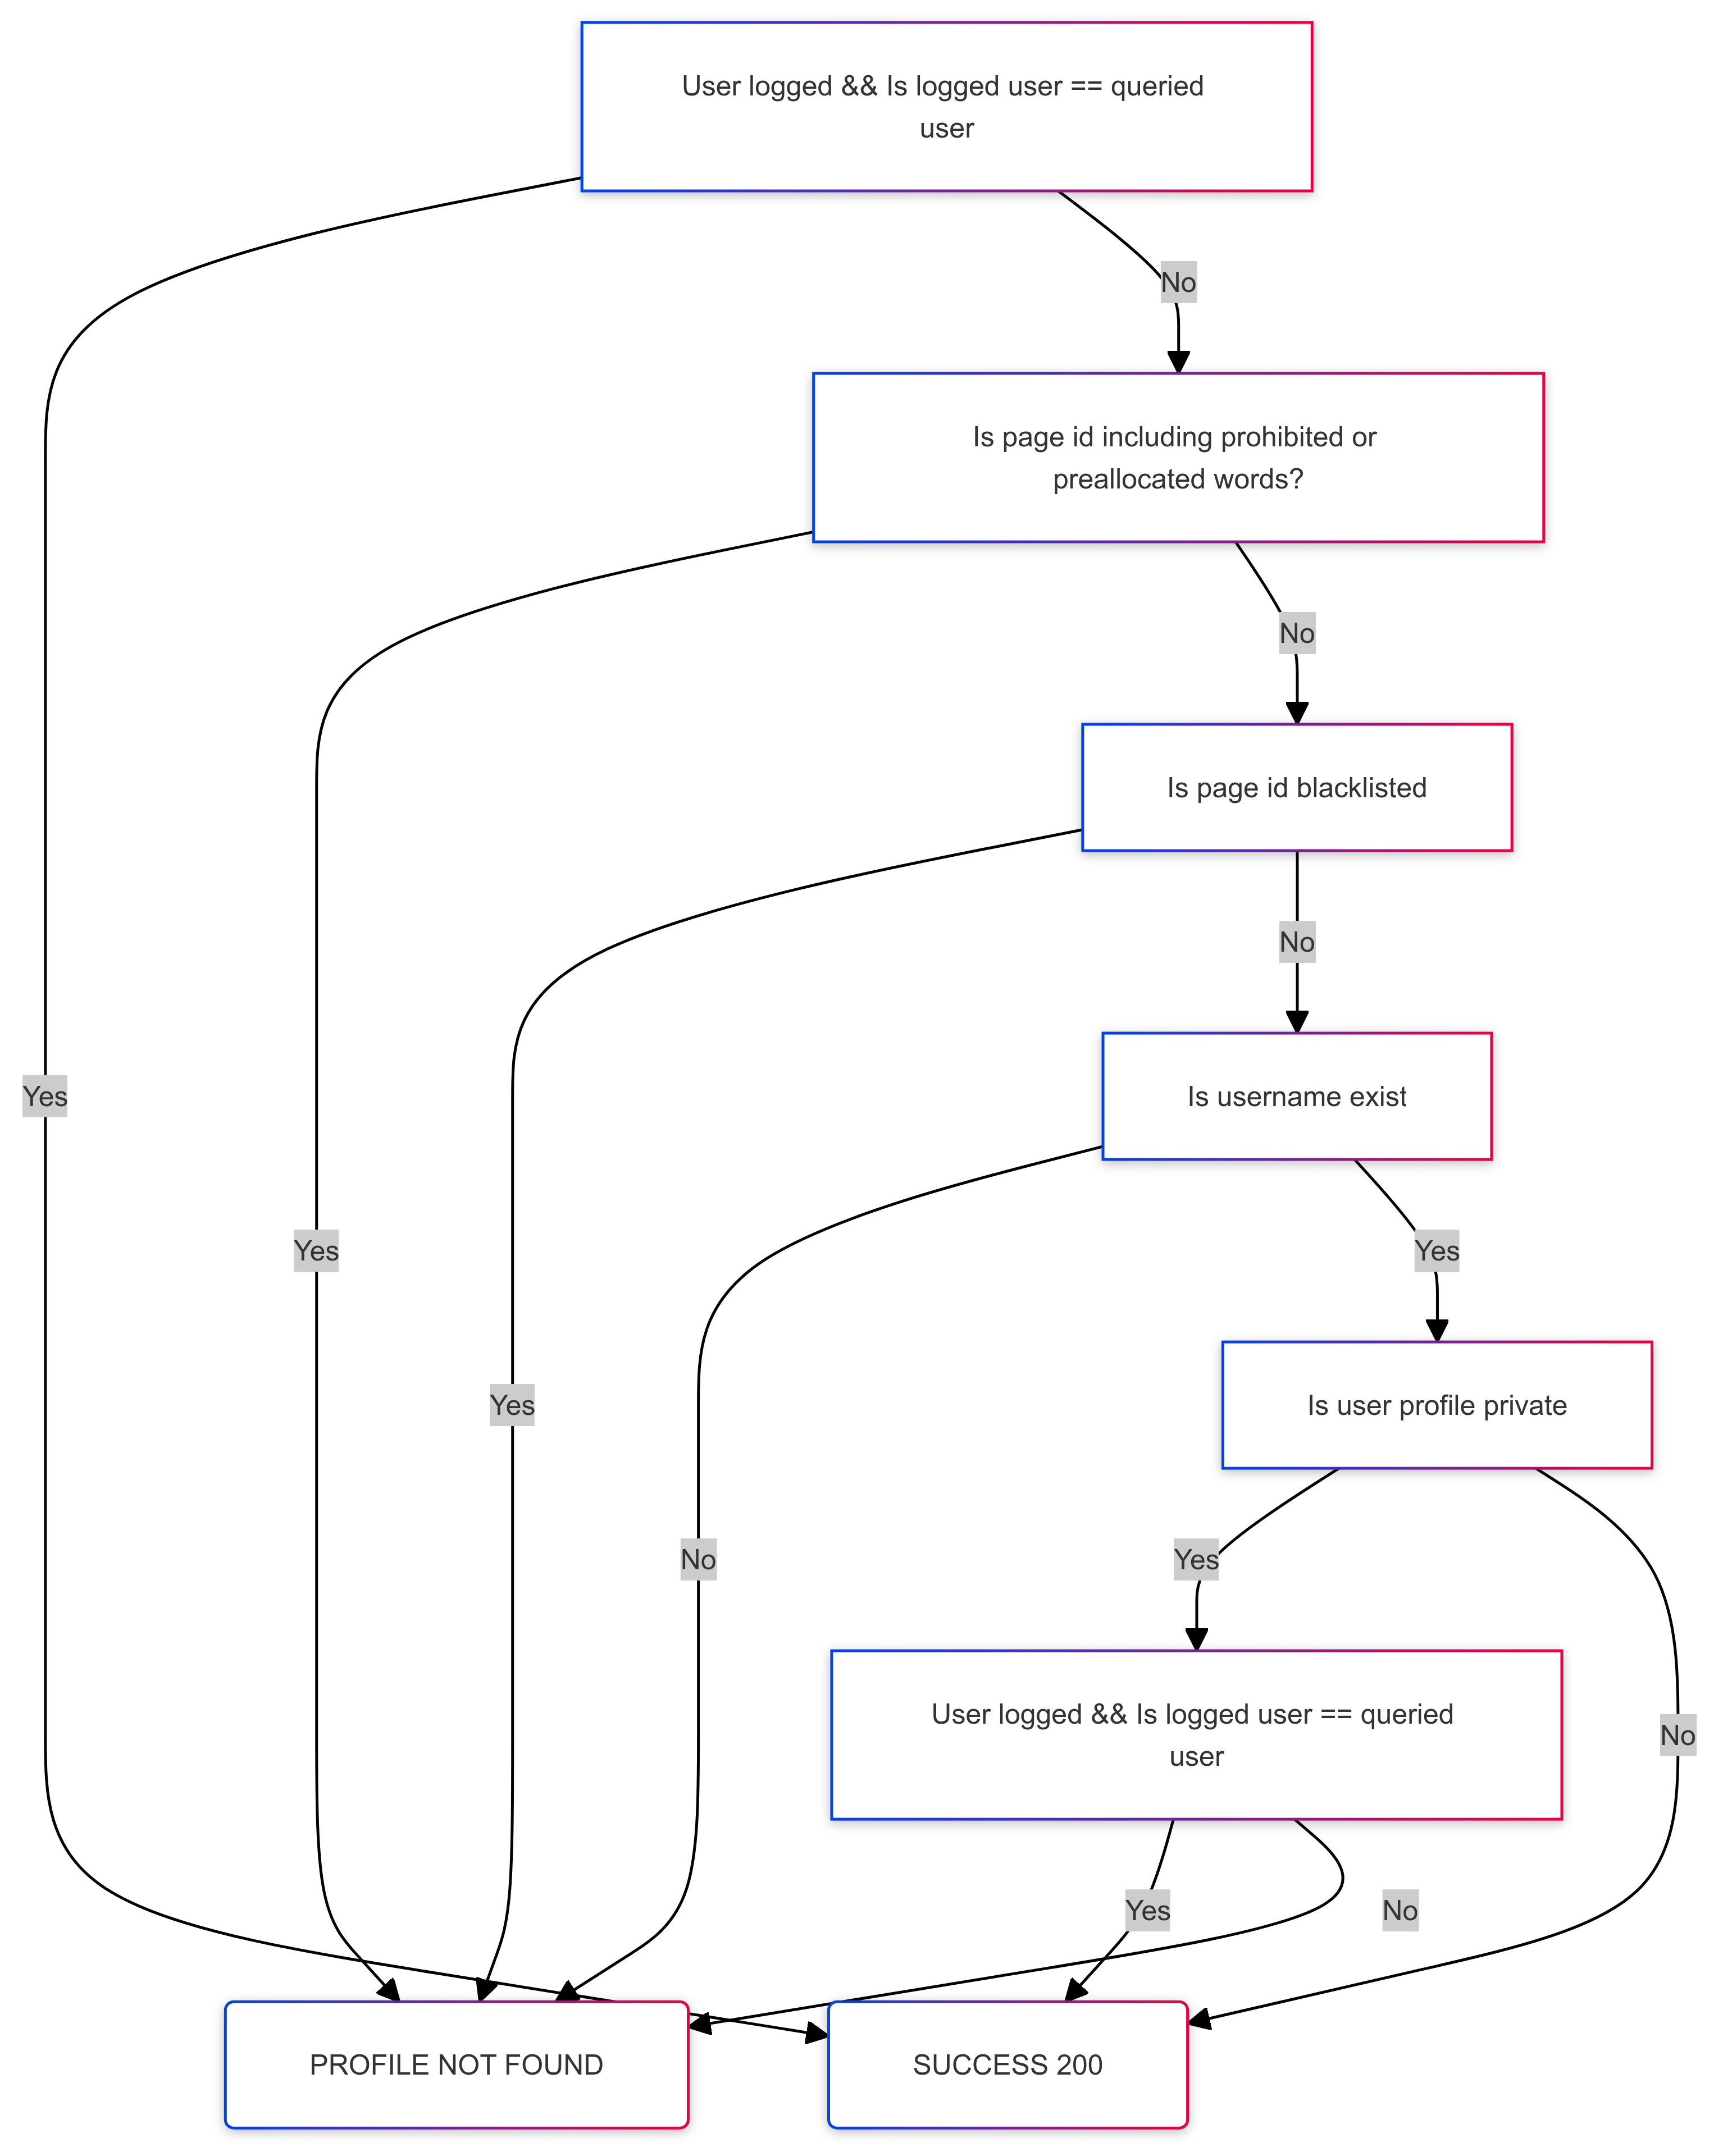 User logged && Is logged user == queried
user
No
Is page id including prohibited or
preallocated words?
No
Is page id blacklisted
No
Yes
Is username exist
Yes
Yes
Yes
Is user profile private
No
Yes
User logged && Is logged user == queried
user
No
Yes
No
PROFILE NOT FOUND
SUCCESS 200